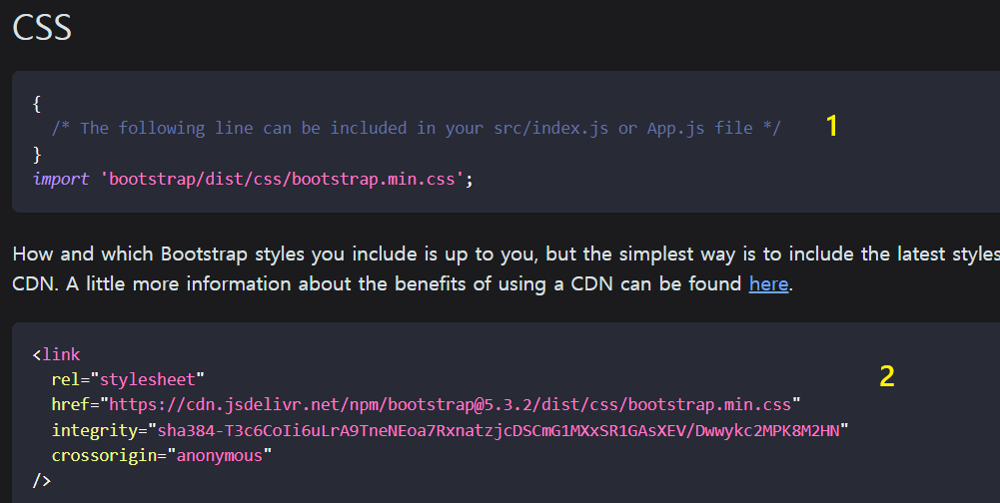 CSS
{
/* The following line can be included in your src/index.js or App.js file */
1
}
import 'bootstrap/dist/css/bootstrap.min.css';
How and which Bootstrap styles you include is up to you, but the simplest way is to include the latest styles
CDN. A little more information about the benefits of using a CDN can be found here.
<link
2
rel="stylesheet"
href="https://cdn.jsdelivr.net/npm/bootstrap@5.3.2/dist/css/bootstrap.min.css"
integrity="sha384-T3c6CoIi6uLrA9TneNEoa7RxnatzjcDSCmG1MXxSR1GAsXEV/Dwwykc2MPK8M2HN"
crossorigin="anonymous"
/>